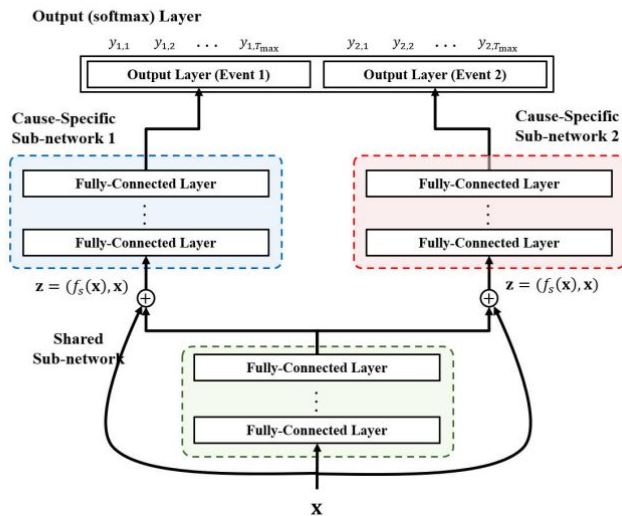 Output (softmax) Layer
y₁,₁ y₁,₂ . . . y₁,τmax y₂,₁ y₂,₂ . . . y₂,τmax
Output Layer (Event 1) Output Layer (Event 2)
Cause-Specific
Sub-network 1
Cause-Specific
Sub-network 2
Fully-Connected Layer Fully-Connected Layer
⋮ ⋮
Fully-Connected Layer Fully-Connected Layer
z = (fₛ(x), x) z = (fₛ(x), x)
+ +
Shared
Sub-network
Fully-Connected Layer
⋮
Fully-Connected Layer
x